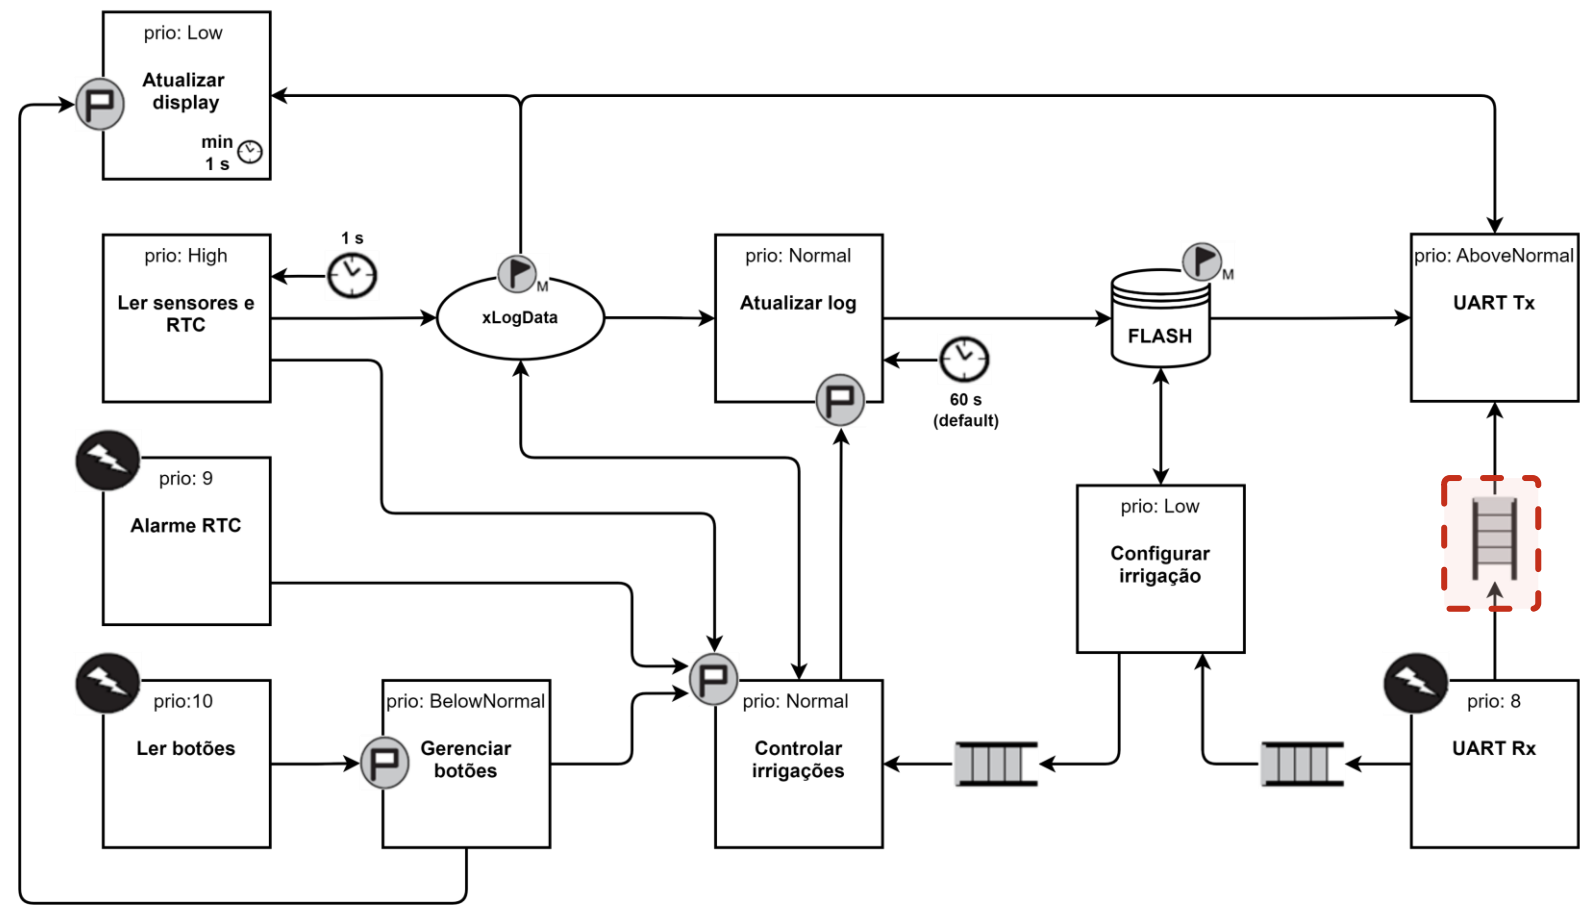 prio: Low
Atualizar
display
min
1 s
prio: High
Ler sensores e
RTC
1 s
M
xLogData
prio: Normal
Atualizar log
60 s
(default)
M
FLASH
prio: AboveNormal
UART Tx
prio: 9
Alarme RTC
prio: Low
Configurar
irrigação
prio:10
Ler botões
prio: BelowNormal
Gerenciar
botões
prio: Normal
Controlar
irrigações
prio: 8
UART Rx